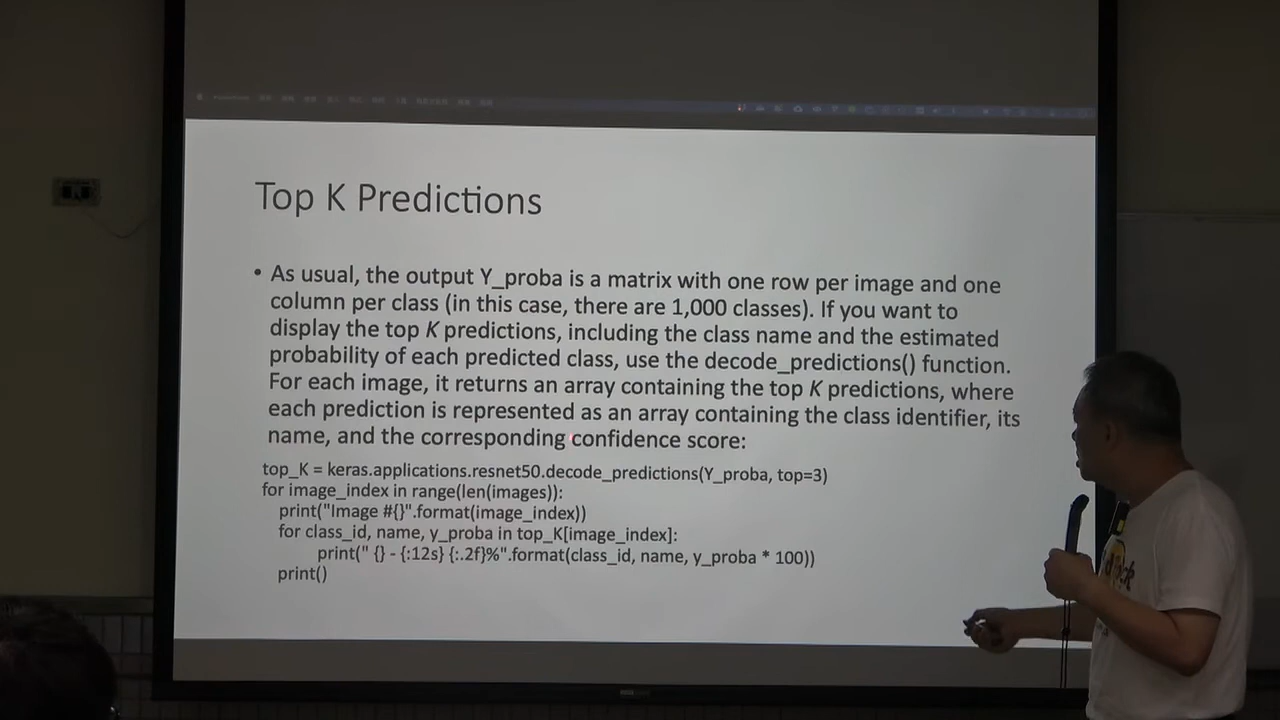 Top K Predictions
• As usual, the output Y_proba is a matrix with one row per image and one
column per class (in this case, there are 1,000 classes). If you want to
display the top K predictions, including the class name and the estimated
probability of each predicted class, use the decode_predictions() function.
For each image, it returns an array containing the top K predictions, where
each prediction is represented as an array containing the class identifier, its
name, and the corresponding confidence score:
top_K = keras.applications.resnet50.decode_predictions(Y_proba, top=3)
for image_index in range(len(images)):
print("Image #{}".format(image_index))
for class_id, name, y_proba in top_K[image_index]:
print(" {} - {:12s} {:.2f}%".format(class_id, name, y_proba * 100))
print()